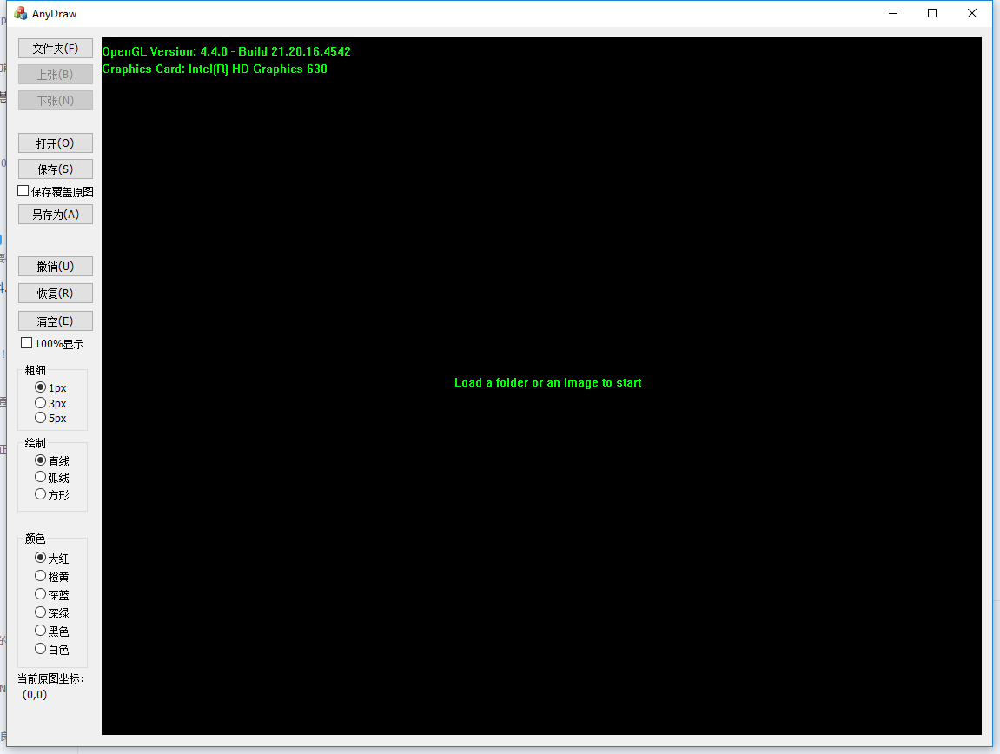 AnyDraw
文件夹(F)
上张(B)
下张(N)
打开(O)
保存(S)
保存覆盖原图
另存为(A)
撤销(U)
恢复(R)
清空(E)
100%显示
粗细
1px
3px
5px
绘制
直线
弧线
方形
颜色
大红
橙黄
深蓝
深绿
黑色
白色
当前原图坐标：
(0,0)
OpenGL Version: 4.4.0 - Build 21.20.16.4542
Graphics Card: Intel(R) HD Graphics 630
Load a folder or an image to start